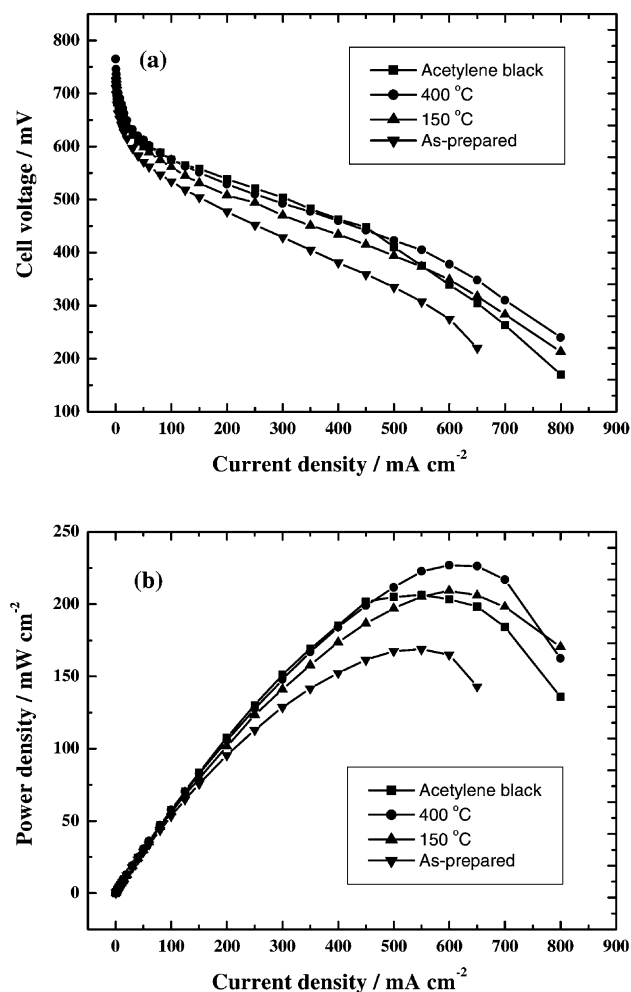 800
700
600
500
400
300
200
100
Cell voltage / mV
(a)
Acetylene black
400 °C
150 °C
As-prepared
0 100 200 300 400 500 600 700 800 900
Current density / mA cm⁻²
250
200
150
100
50
0
Power density / mW cm⁻²
(b)
Acetylene black
400 °C
150 °C
As-prepared
0 100 200 300 400 500 600 700 800 900
Current density / mA cm⁻²